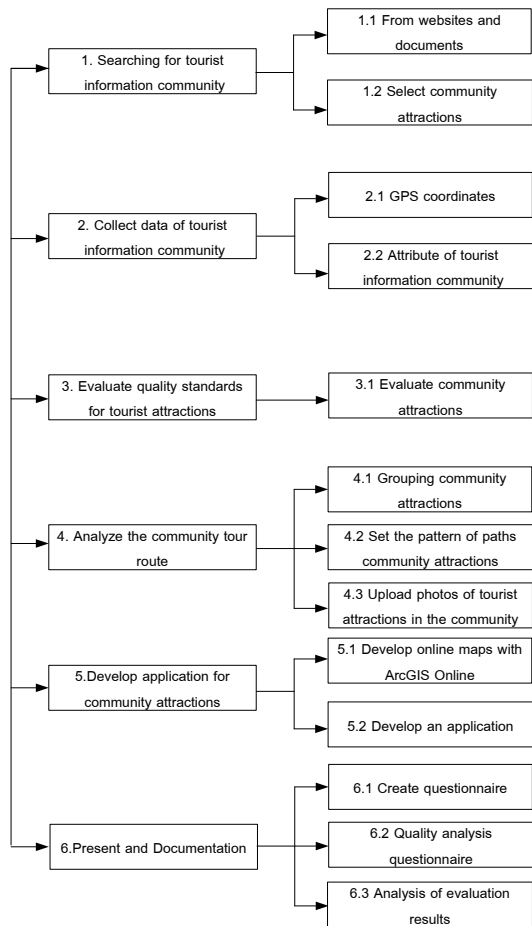 1. Searching for tourist
information community
1.1 From websites and
documents
1.2 Select community
attractions
2. Collect data of tourist
information community
2.1 GPS coordinates
2.2 Attribute of tourist
information community
3. Evaluate quality standards
for tourist attractions
3.1 Evaluate community
attractions
4. Analyze the community tour
route
4.1 Grouping community
attractions
4.2 Set the pattern of paths
community attractions
4.3 Upload photos of tourist
attractions in the community
5.Develop application for
community attractions
5.1 Develop online maps with
ArcGIS Online
5.2 Develop an application
6.Present and Documentation
6.1 Create questionnaire
6.2 Quality analysis
questionnaire
6.3 Analysis of evaluation
results